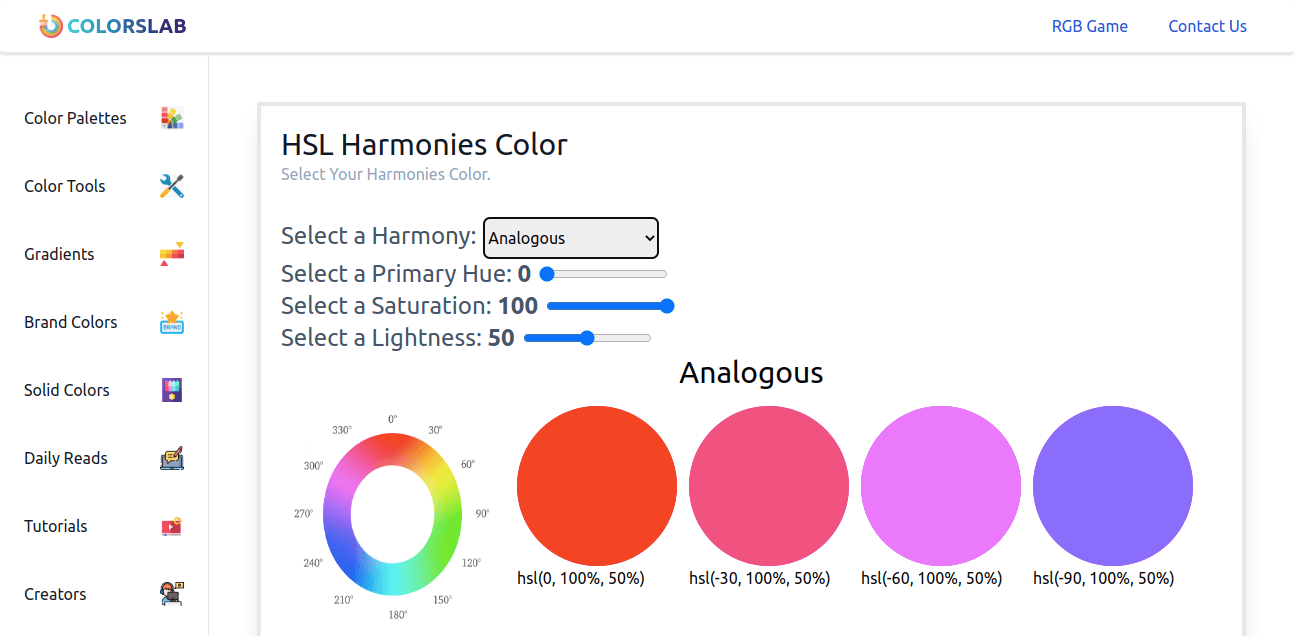 COLORSLAB
RGB Game
Contact Us
Color Palettes
Color Tools
Gradients
Brand Colors
BRAND
Solid Colors
Daily Reads
Tutorials
Creators
HSL Harmonies Color
Select Your Harmonies Color.
Select a Harmony: Analogous
Select a Primary Hue: 0
Select a Saturation: 100
Select a Lightness: 50
Analogous
0°
30°
60°
90°
120°
150°
180°
210°
240°
270°
300°
330°
hsl(0, 100%, 50%)
hsl(-30, 100%, 50%)
hsl(-60, 100%, 50%)
hsl(-90, 100%, 50%)